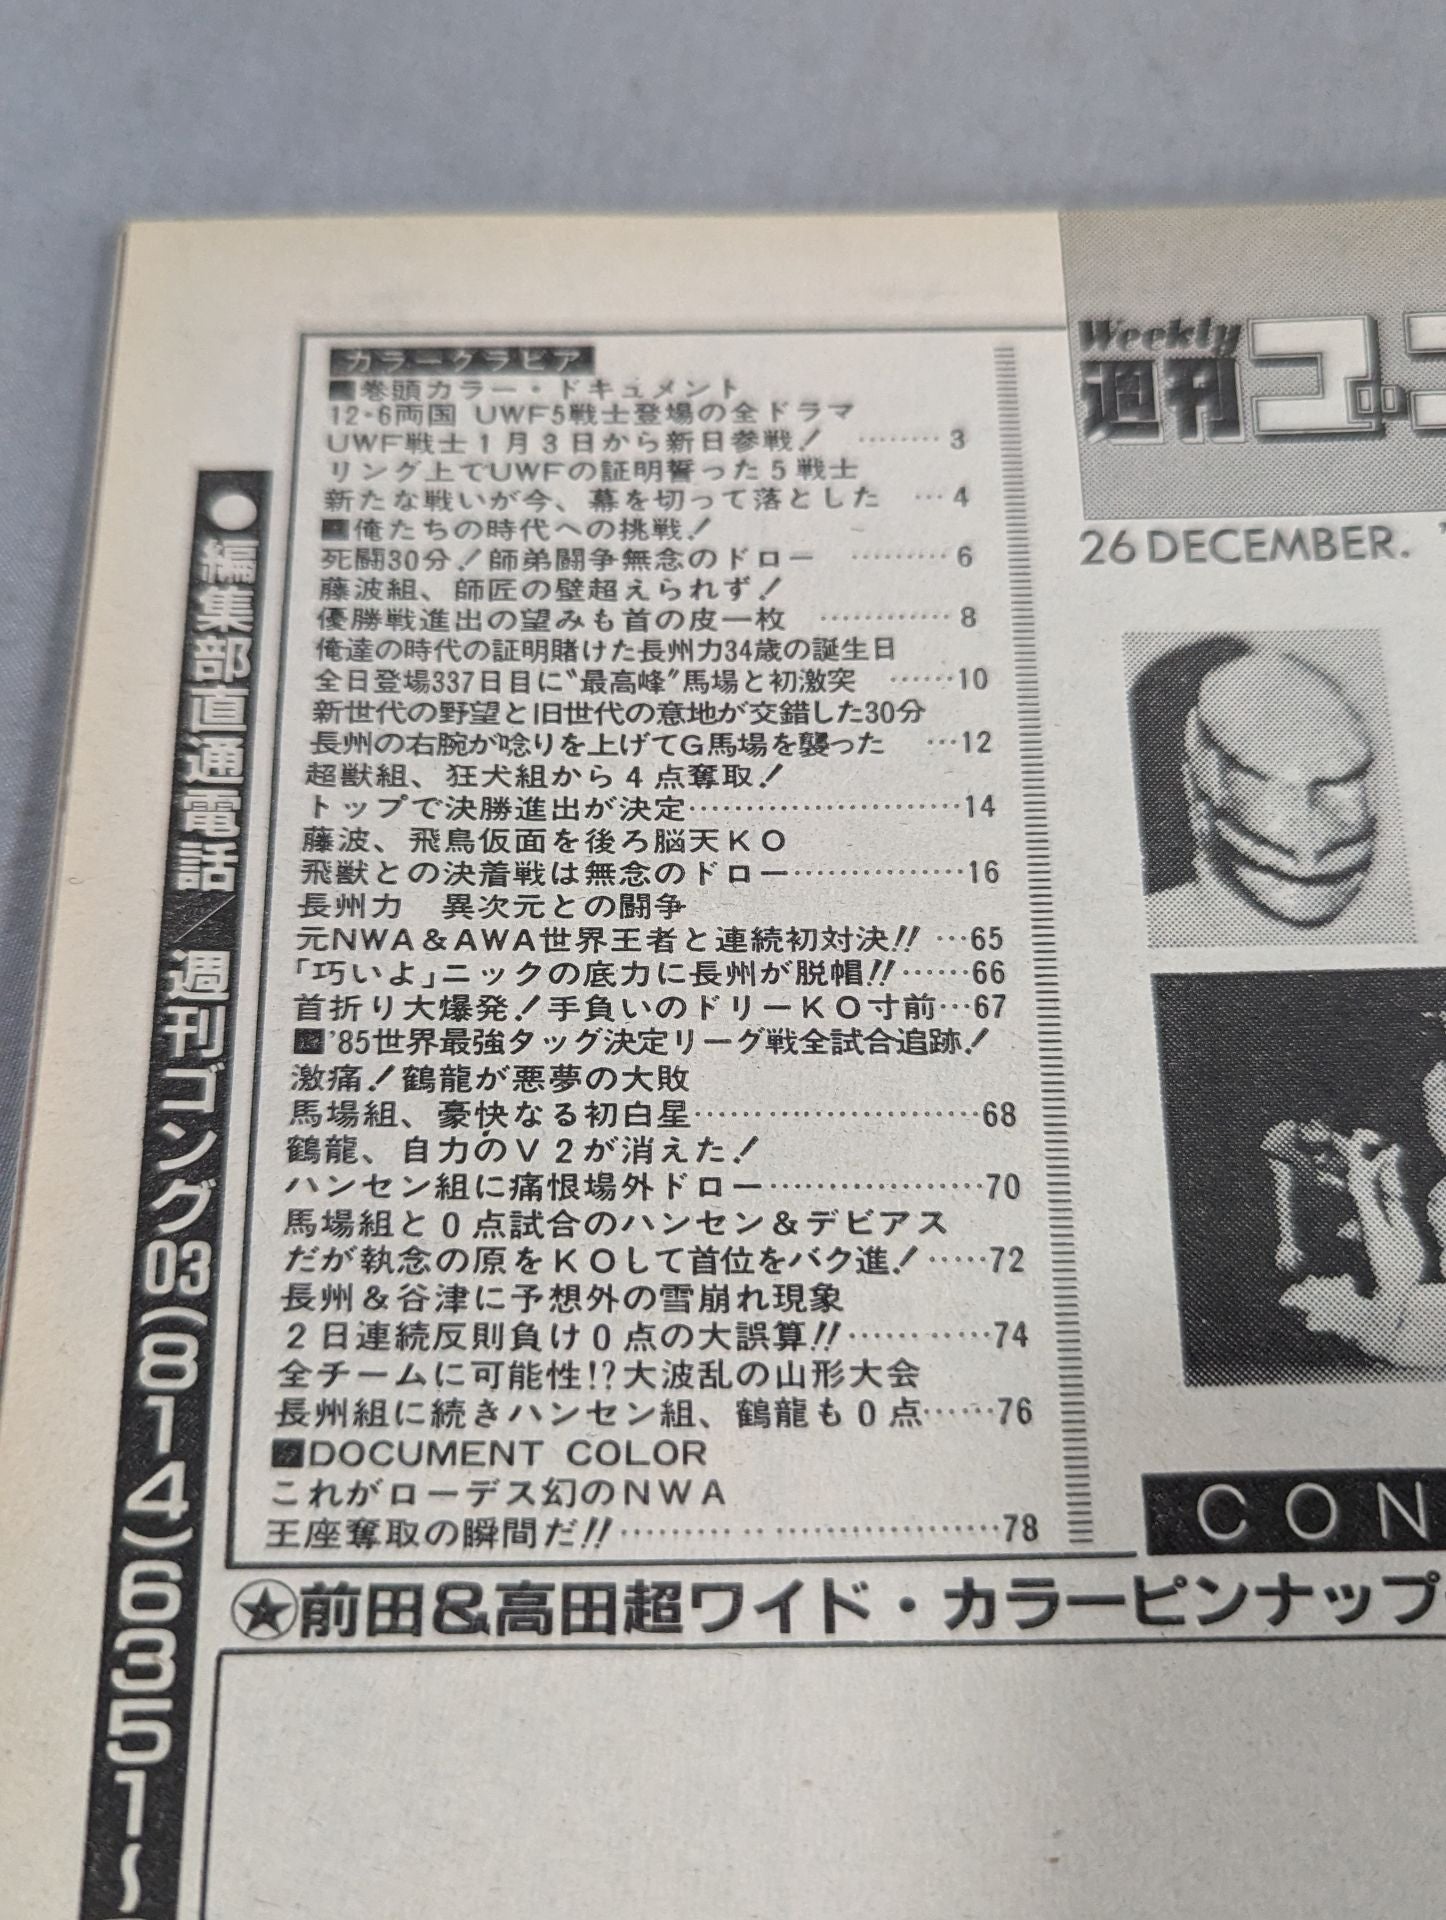 カラーグラビア
巻頭カラー・ドキュメント
12・6両国 UWF5戦士登場の全ドラマ
UWF戦士1月3日から新日参戦! ………3
リング上でUWFの証明誓った5戦士
新たな戦いが今、幕を切って落とした …4
俺たちの時代への挑戦!
死闘30分!師弟闘争無念のドロー ………6
藤波組、師匠の壁超えられず!
優勝戦進出の望みも首の皮一枚 …………8
俺達の時代の証明賭けた長州力34歳の誕生日
全日登場337日目に"最高峰"馬場と初激突 ……10
新世代の野望と旧世代の意地が交錯した30分
長州の右腕が唸りを上げてG馬場を襲った …12
超獣組、狂犬組から4点奪取!
トップで決勝進出が決定……………………14
藤波、飛鳥仮面を後ろ脳天KO
飛獣との決着戦は無念のドロー……………16
長州力 異次元との闘争
元NWA&AWA世界王者と連続初対決!! …65
「巧いよ」ニックの底力に長州が脱帽!!……66
首折り大爆発!手負いのドリーKO寸前…67
'85世界最強タッグ決定リーグ戦全試合追跡!
激痛!鶴龍が悪夢の大敗
馬場組、豪快なる初白星………………………68
鶴龍、自力のV2が消えた!
ハンセン組に痛恨場外ドロー………………70
馬場組と0点試合のハンセン&デビアス
だが執念の原をKOして首位をバク進!……72
長州&谷津に予想外の雪崩れ現象
2日連続反則負け0点の大誤算!!…………74
全チームに可能性!?大波乱の山形大会
長州組に続きハンセン組、鶴龍も0点……76
DOCUMENT COLOR
これがローデス幻のNWA
王座奪取の瞬間だ!!………………………………78
★前田&高田超ワイド・カラーピンナップ
●編集部直通電話/週刊ゴング03(814)6351〜
Weekly
週刊ゴ
26 DECEMBER.
CON